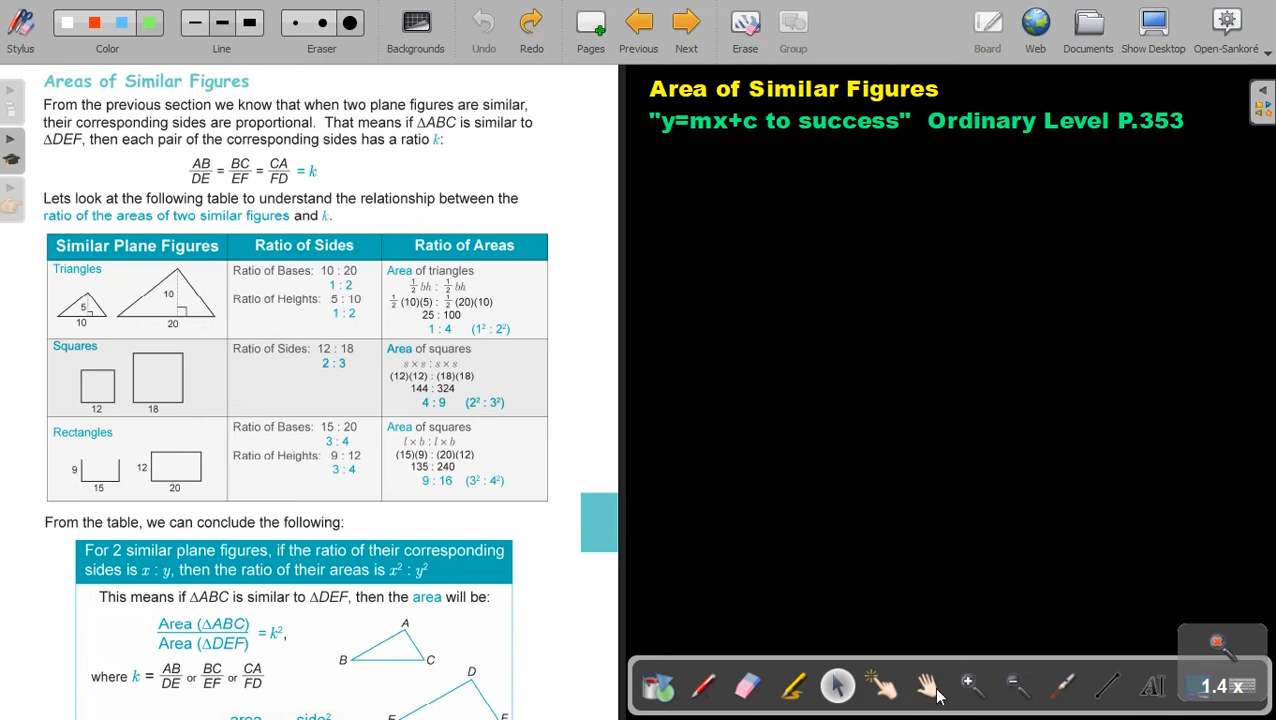 Stylus
Color
Line
Eraser
Backgrounds
Undo
Redo
Pages
Previous
Next
Erase
Group
Board
Web
Documents
Show Desktop
Open-Sankoré
Areas of Similar Figures
From the previous section we know that when two plane figures are similar,
their corresponding sides are proportional. That means if ΔABC is similar to
ΔDEF, then each pair of the corresponding sides has a ratio k:
AB/DE = BC/EF = CA/FD = k
Lets look at the following table to understand the relationship between the
ratio of the areas of two similar figures and k.
Similar Plane Figures Ratio of Sides Ratio of Areas
Triangles
5
10
10
20
Ratio of Bases: 10 : 20
1 : 2
Ratio of Heights: 5 : 10
1 : 2
Area of triangles
½ bh : ½ bh
½ (10)(5) : ½ (20)(10)
25 : 100
1 : 4 (1² : 2²)
Squares
12
18
Ratio of Sides: 12 : 18
2 : 3
Area of squares
s × s : s × s
(12)(12) : (18)(18)
144 : 324
4 : 9 (2² : 3²)
Rectangles
9
15
12
20
Ratio of Bases: 15 : 20
3 : 4
Ratio of Heights: 9 : 12
3 : 4
Area of squares
l × b : l × b
(15)(9) : (20)(12)
135 : 240
9 : 16 (3² : 4²)
From the table, we can conclude the following:
For 2 similar plane figures, if the ratio of their corresponding
sides is x : y, then the ratio of their areas is x² : y²
This means if ΔABC is similar to ΔDEF, then the area will be:
Area (ΔABC)/Area (ΔDEF) = k²,
where k = AB/DE or BC/EF or CA/FD
A
B
C
D
E
F
area side²
Area of Similar Figures
"y=mx+c to success" Ordinary Level P.353
1.4 x